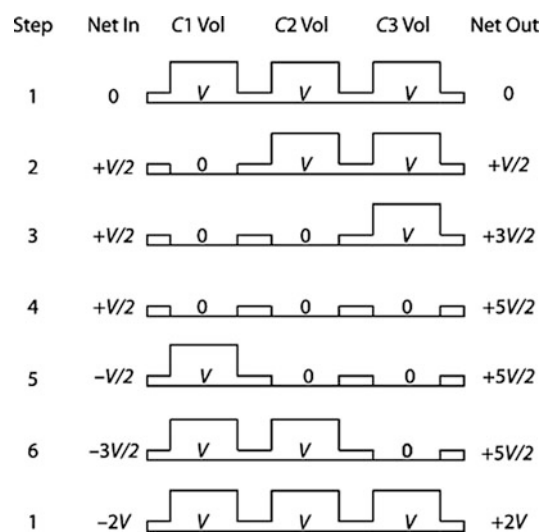 Step Net In C1 Vol C2 Vol C3 Vol Net Out
1 0 V V V 0
2 +V/2 0 V V +V/2
3 +V/2 0 0 V +3V/2
4 +V/2 0 0 0 +5V/2
5 –V/2 V 0 0 +5V/2
6 –3V/2 V V 0 +5V/2
1 –2V V V V +2V